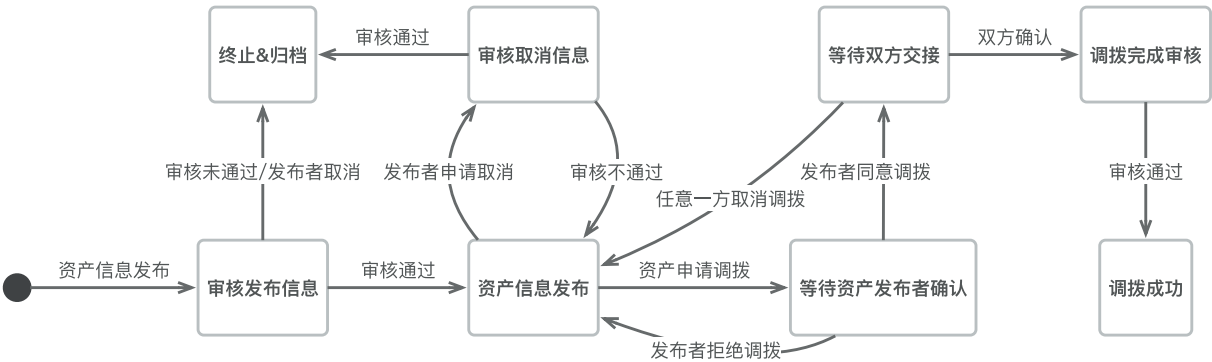 审核通过
双方确认
终止&归档
审核取消信息
等待双方交接
调拨完成审核
审核未通过/发布者取消
发布者申请取消
审核不通过
发布者同意调拨
审核通过
任意一方取消调拨
资产信息发布
审核通过
资产申请调拨
审核发布信息
资产信息发布
等待资产发布者确认
调拨成功
发布者拒绝调拨